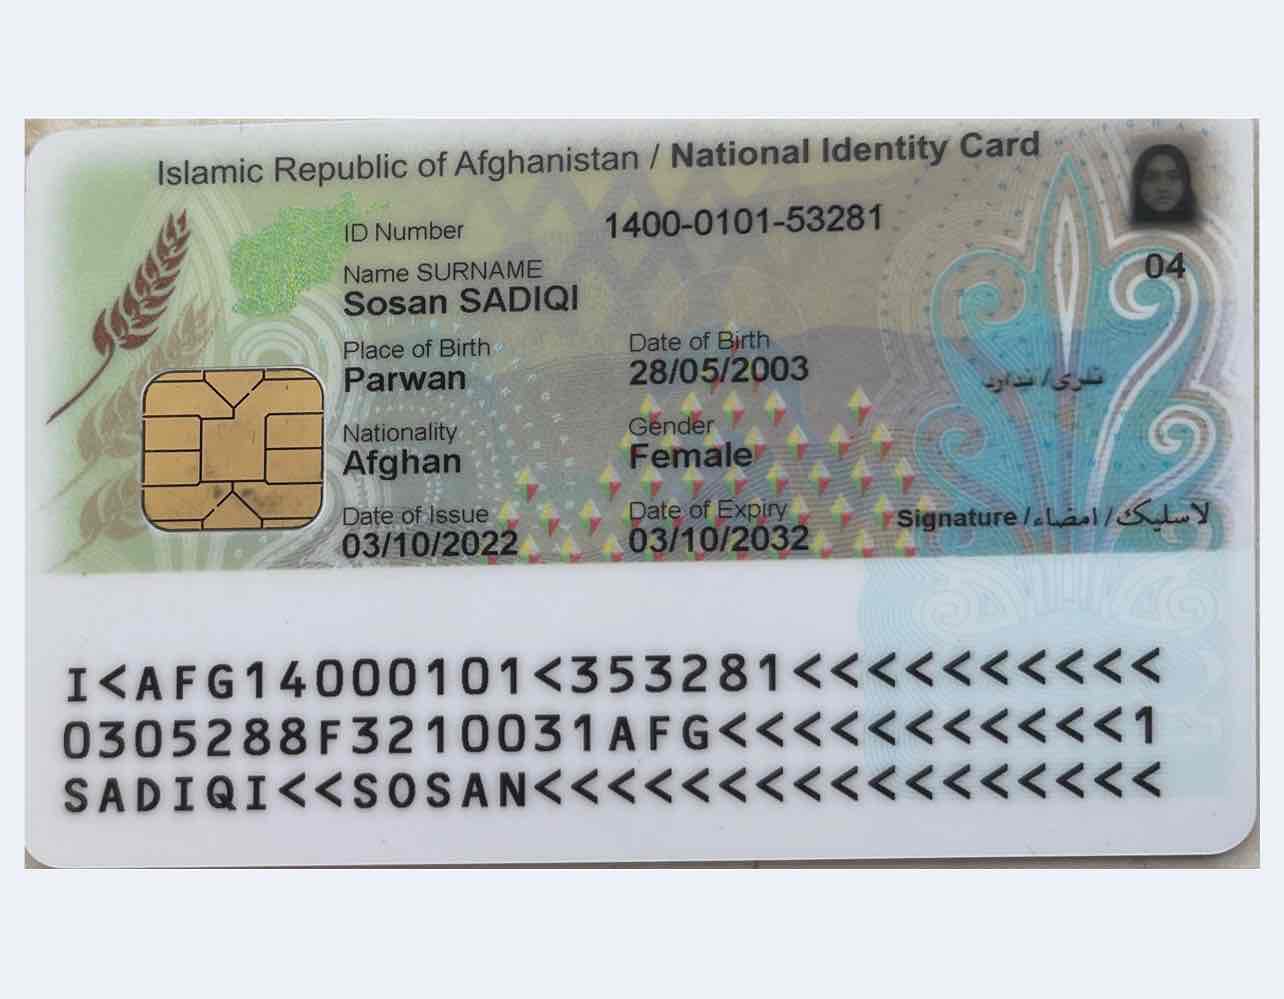 Islamic Republic of Afghanistan / National Identity Card
ID Number 1400-0101-53281
04
Name SURNAME
Sosan SADIQI
Place of Birth Date of Birth
Parwan 28/05/2003
نلري/ندارد
Nationality Gender
Afghan Female
Date of Issue Date of Expiry
03/10/2022 03/10/2032
Signature /لاسلیک/ امضاء
I<AFG14000101<353281<<<<<<<<<<<
0305288F3210031AFG<<<<<<<<<<<<1
SADIQI<<SOSAN<<<<<<<<<<<<<<<<<<